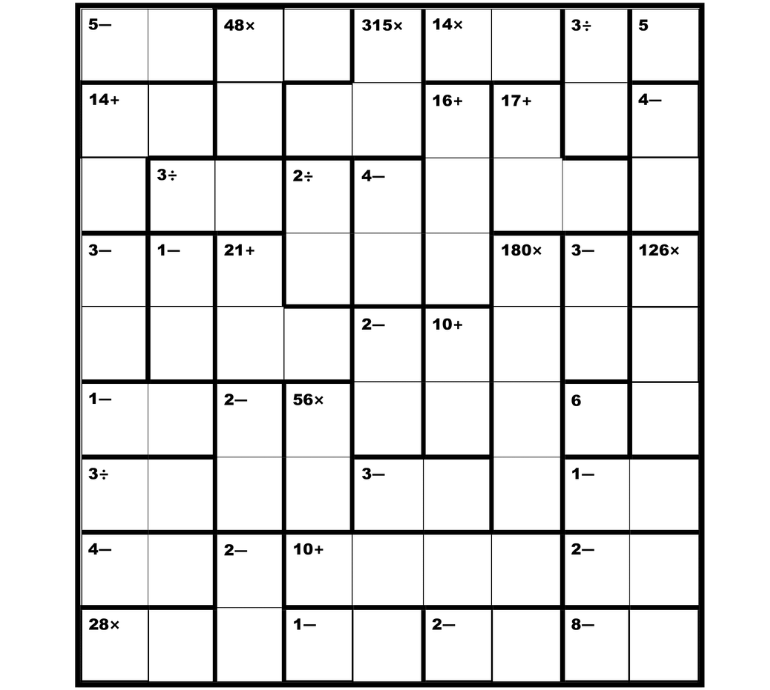 5− 48× 315× 14× 3÷ 5
14+ 16+ 17+ 4−
3÷ 2÷ 4−
3− 1− 21+ 180× 3− 126×
2− 10+
1− 2− 56× 6
3÷ 3− 1−
4− 2− 10+ 2−
28× 1− 2− 8−